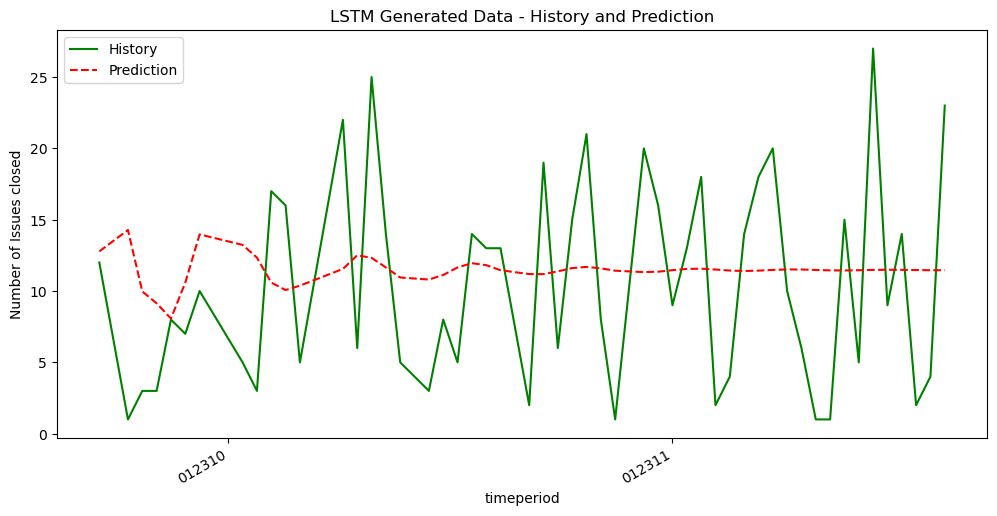 LSTM Generated Data - History and Prediction
History
Prediction
Number of Issues closed
25
20
15
10
5
0
012310
012311
timeperiod